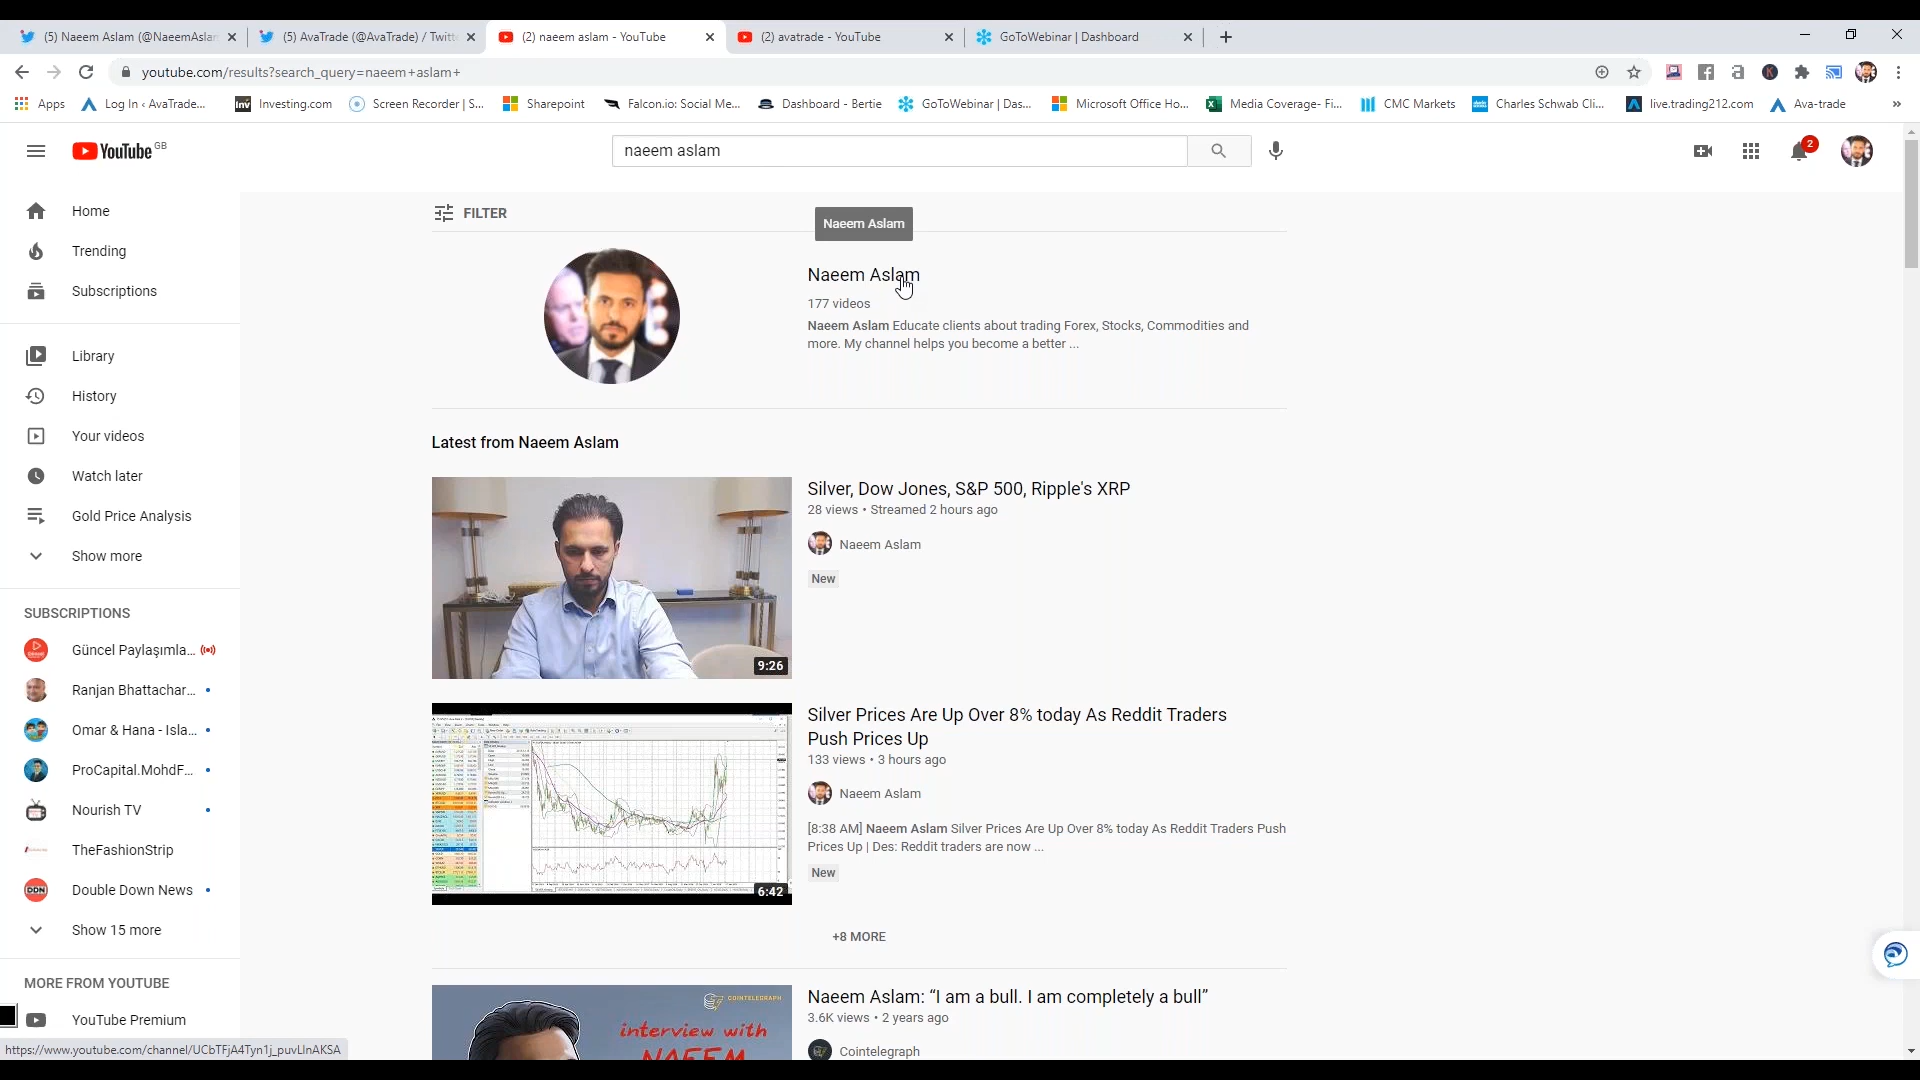 (5) Naeem Aslam (@NaeemAslam
(5) AvaTrade (@AvaTrade) / Twitt
(2) naeem aslam - YouTube
(2) avatrade - YouTube
GoToWebinar | Dashboard
youtube.com/results?search_query=naeem+aslam+
Apps
Log In ‹ AvaTrade...
Investing.com
Screen Recorder | S...
Sharepoint
Falcon.io: Social Me...
Dashboard - Bertie
GoToWebinar | Das...
Microsoft Office Ho...
Media Coverage- Fi...
CMC Markets
Charles Schwab Cli...
live.trading212.com
Ava-trade
»
YouTube GB
naeem aslam
2
Home
Trending
Subscriptions
Library
History
Your videos
Watch later
Gold Price Analysis
Show more
SUBSCRIPTIONS
Güncel Paylaşımla...
Ranjan Bhattachar...
Omar & Hana - Isla...
ProCapital.MohdF...
Nourish TV
TheFashionStrip
DDN
Double Down News
Show 15 more
MORE FROM YOUTUBE
YouTube Premium
https://www.youtube.com/channel/UCbTFjA4Tyn1j_puvLlnAKSA
FILTER
Naeem Aslam
Naeem Aslam
177 videos
Naeem Aslam Educate clients about trading Forex, Stocks, Commodities and
more. My channel helps you become a better ...
Latest from Naeem Aslam
9:26
Silver, Dow Jones, S&P 500, Ripple's XRP
28 views • Streamed 2 hours ago
Naeem Aslam
New
6:42
Silver Prices Are Up Over 8% today As Reddit Traders
Push Prices Up
133 views • 3 hours ago
Naeem Aslam
[8:38 AM] Naeem Aslam Silver Prices Are Up Over 8% today As Reddit Traders Push
Prices Up | Des: Reddit traders are now ...
New
+8 MORE
COINTELEGRAPH
interview with
NAEEM
Naeem Aslam: “I am a bull. I am completely a bull”
3.6K views • 2 years ago
Cointelegraph